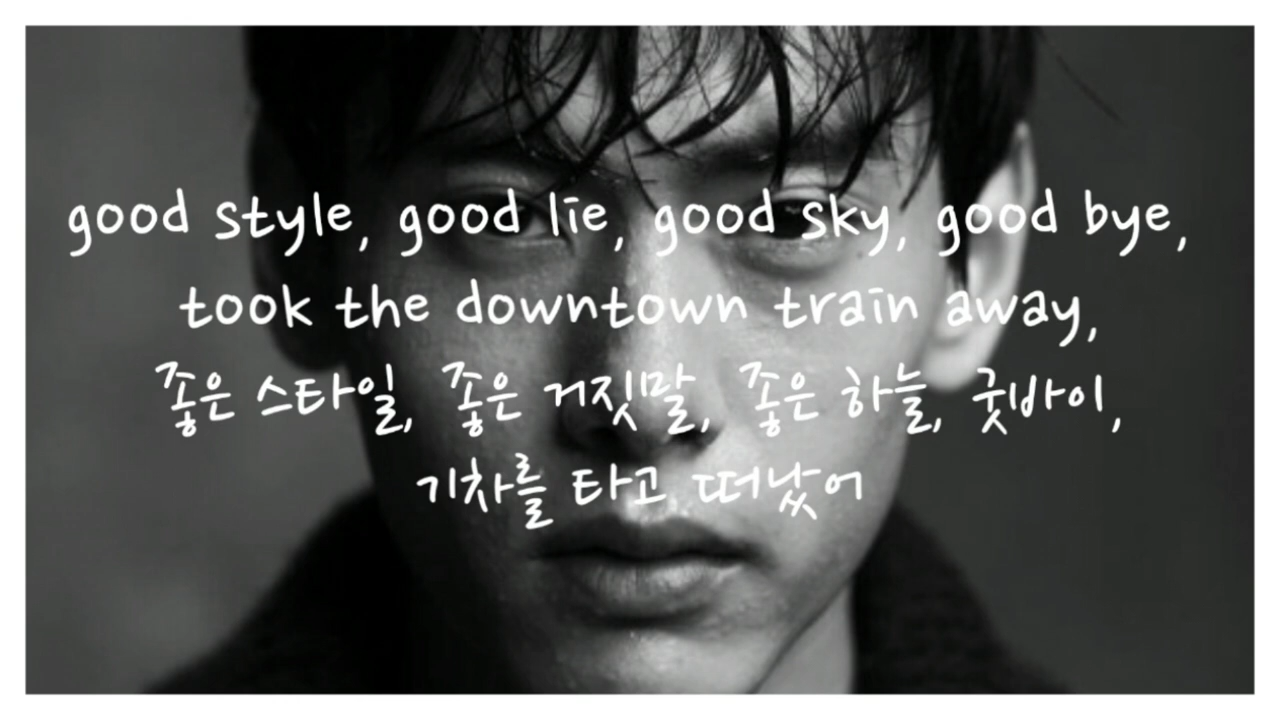 good style, good lie, good sky, good bye,
took the downtown train away,
좋은 스타일, 좋은 거짓말, 좋은 하늘, 굿바이,
기차를 타고 떠났어